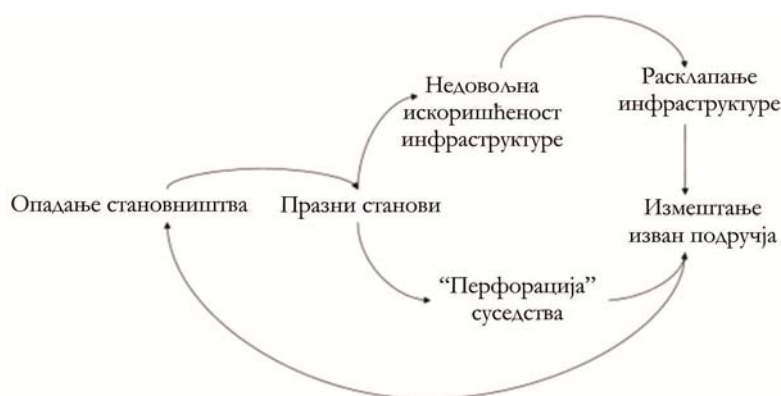 Недовољна
искоришћеност
инфраструктуре
Расклапање
инфраструктуре
Опадање становништва
Празни станови
Измештање
изван подручја
“Перфорација”
суседства